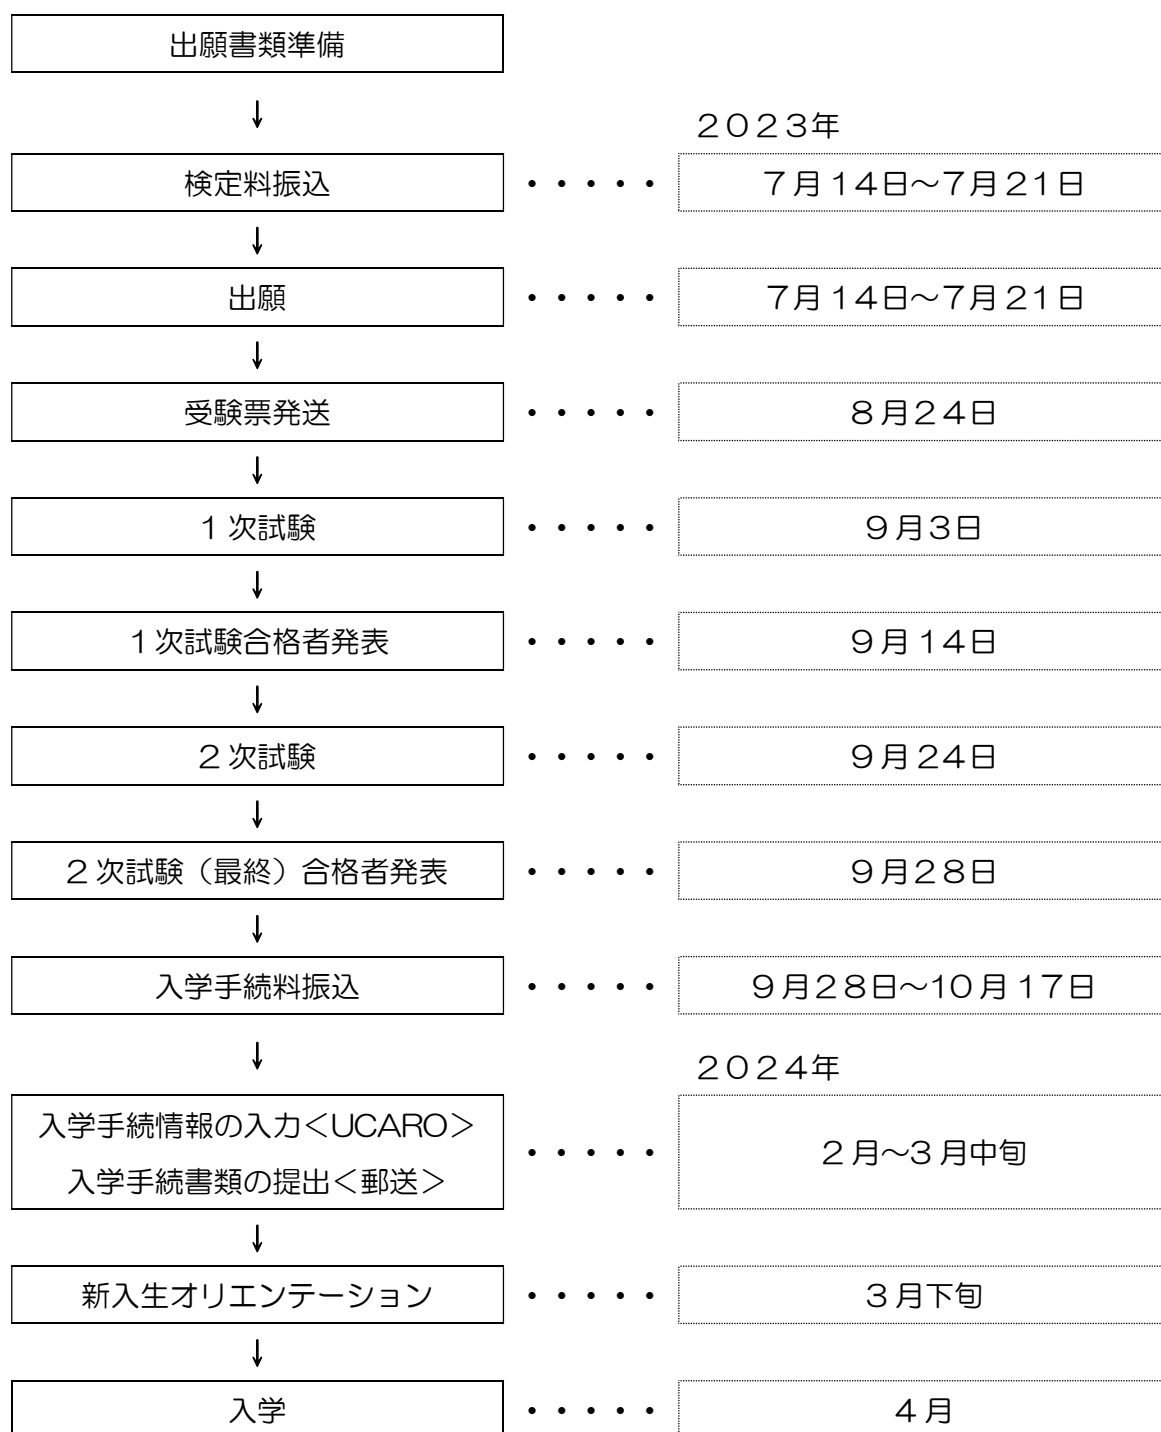 出願書類準備
↓
２０２３年
検定料振込 ・・・・・ ７月１４日～７月２１日
↓
出願 ・・・・・ ７月１４日～７月２１日
↓
受験票発送 ・・・・・ ８月２４日
↓
１次試験 ・・・・・ ９月３日
↓
１次試験合格者発表 ・・・・・ ９月１４日
↓
２次試験 ・・・・・ ９月２４日
↓
２次試験（最終）合格者発表 ・・・・・ ９月２８日
↓
入学手続料振込 ・・・・・ ９月２８日～１０月１７日
↓
２０２４年
入学手続情報の入力＜UCARO＞
入学手続書類の提出＜郵送＞
・・・・・ ２月～３月中旬
↓
新入生オリエンテーション ・・・・・ ３月下旬
↓
入学 ・・・・・ ４月